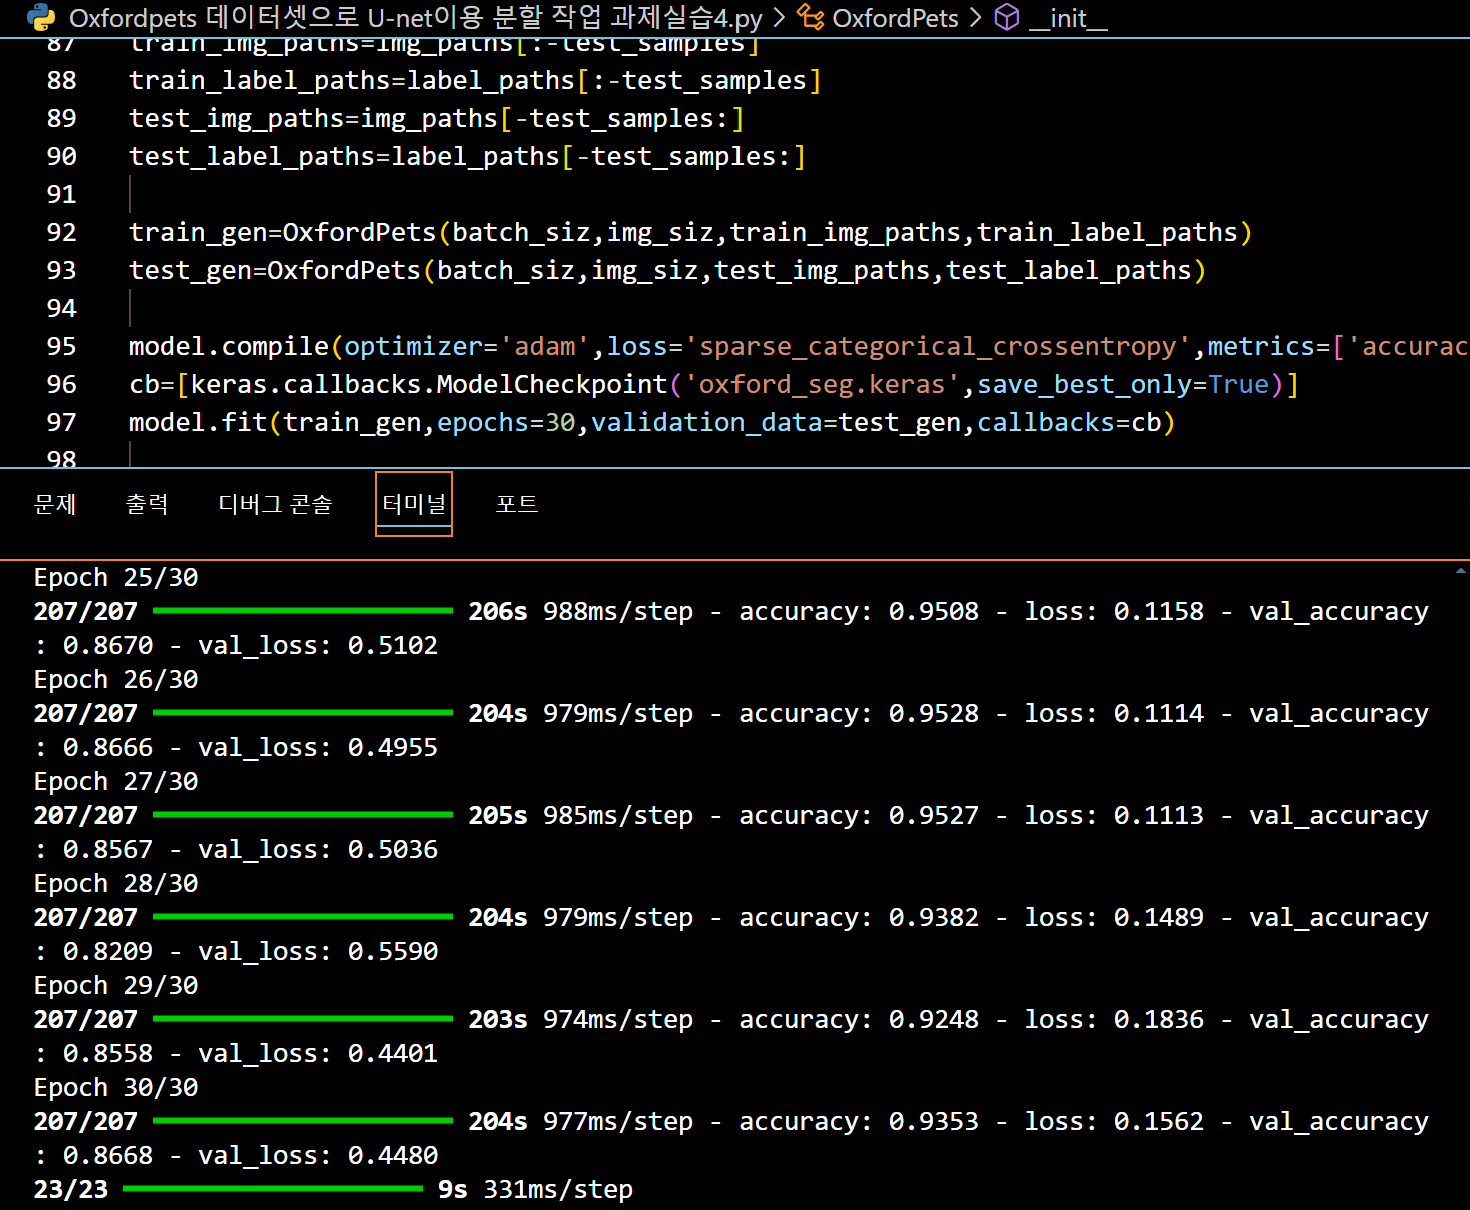 Oxfordpets 데이터셋으로 U-net이용 분할 작업 과제실습4.py > OxfordPets > __init__
87 train_img_paths=img_paths[:-test_samples]
88 train_label_paths=label_paths[:-test_samples]
89 test_img_paths=img_paths[-test_samples:]
90 test_label_paths=label_paths[-test_samples:]
91
92 train_gen=OxfordPets(batch_siz,img_siz,train_img_paths,train_label_paths)
93 test_gen=OxfordPets(batch_siz,img_siz,test_img_paths,test_label_paths)
94
95 model.compile(optimizer='adam',loss='sparse_categorical_crossentropy',metrics=['accurac
96 cb=[keras.callbacks.ModelCheckpoint('oxford_seg.keras',save_best_only=True)]
97 model.fit(train_gen,epochs=30,validation_data=test_gen,callbacks=cb)
98
문제 출력 디버그 콘솔 터미널 포트
Epoch 25/30
207/207 206s 988ms/step - accuracy: 0.9508 - loss: 0.1158 - val_accuracy
: 0.8670 - val_loss: 0.5102
Epoch 26/30
207/207 204s 979ms/step - accuracy: 0.9528 - loss: 0.1114 - val_accuracy
: 0.8666 - val_loss: 0.4955
Epoch 27/30
207/207 205s 985ms/step - accuracy: 0.9527 - loss: 0.1113 - val_accuracy
: 0.8567 - val_loss: 0.5036
Epoch 28/30
207/207 204s 979ms/step - accuracy: 0.9382 - loss: 0.1489 - val_accuracy
: 0.8209 - val_loss: 0.5590
Epoch 29/30
207/207 203s 974ms/step - accuracy: 0.9248 - loss: 0.1836 - val_accuracy
: 0.8558 - val_loss: 0.4401
Epoch 30/30
207/207 204s 977ms/step - accuracy: 0.9353 - loss: 0.1562 - val_accuracy
: 0.8668 - val_loss: 0.4480
23/23 9s 331ms/step